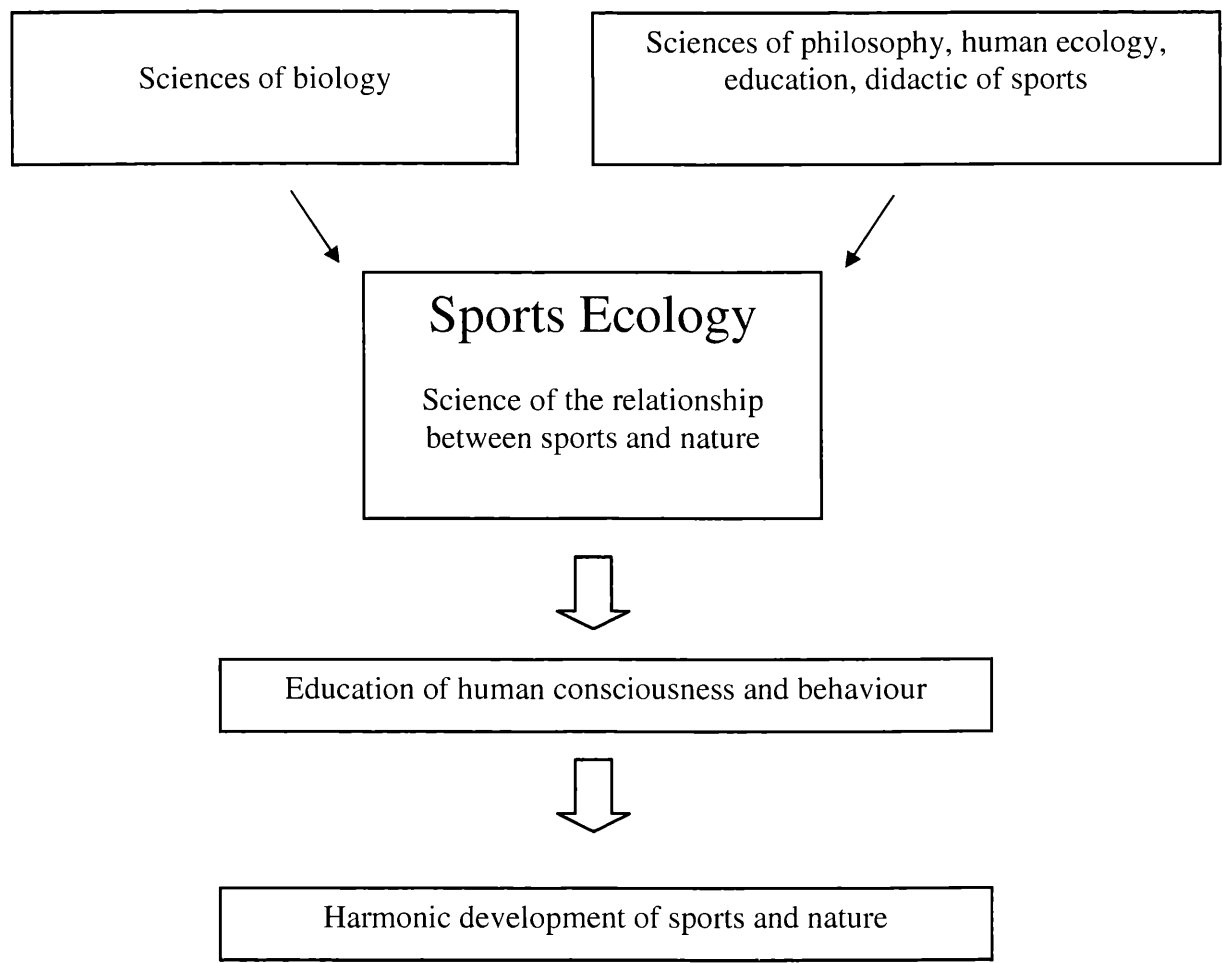 Sciences of biology
Sciences of philosophy, human ecology,
education, didactic of sports
Sports Ecology
Science of the relationship
between sports and nature
Education of human consciousness and behaviour
Harmonic development of sports and nature